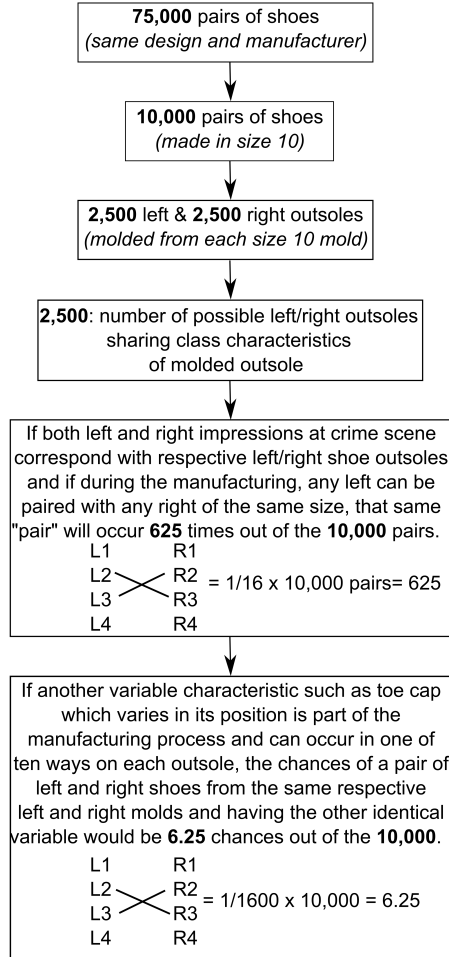 75,000 pairs of shoes
(same design and manufacturer)
10,000 pairs of shoes
(made in size 10)
2,500 left & 2,500 right outsoles
(molded from each size 10 mold)
2,500: number of possible left/right outsoles
sharing class characteristics
of molded outsole
If both left and right impressions at crime scene
correspond with respective left/right shoe outsoles
and if during the manufacturing, any left can be
paired with any right of the same size, that same
"pair" will occur 625 times out of the 10,000 pairs.
L1 R1
L2 R2
L3 R3
L4 R4
= 1/16 x 10,000 pairs= 625
If another variable characteristic such as toe cap
which varies in its position is part of the
manufacturing process and can occur in one of
ten ways on each outsole, the chances of a pair of
left and right shoes from the same respective
left and right molds and having the other identical
variable would be 6.25 chances out of the 10,000.
L1 R1
L2 R2
L3 R3
L4 R4
= 1/1600 x 10,000 = 6.25